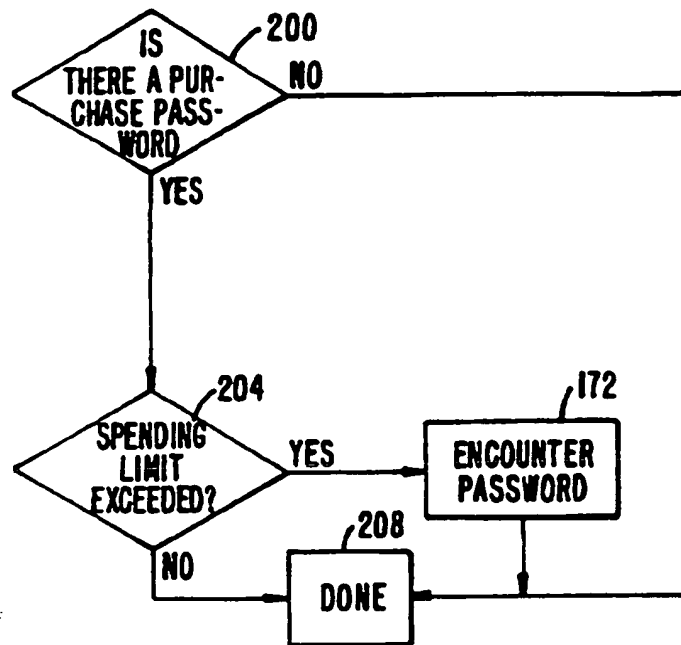 200
IS
THERE A PUR-
CHASE PASS-
WORD
NO
YES
204
SPENDING
LIMIT
EXCEEDED?
YES
172
ENCOUNTER
PASSWORD
NO
208
DONE